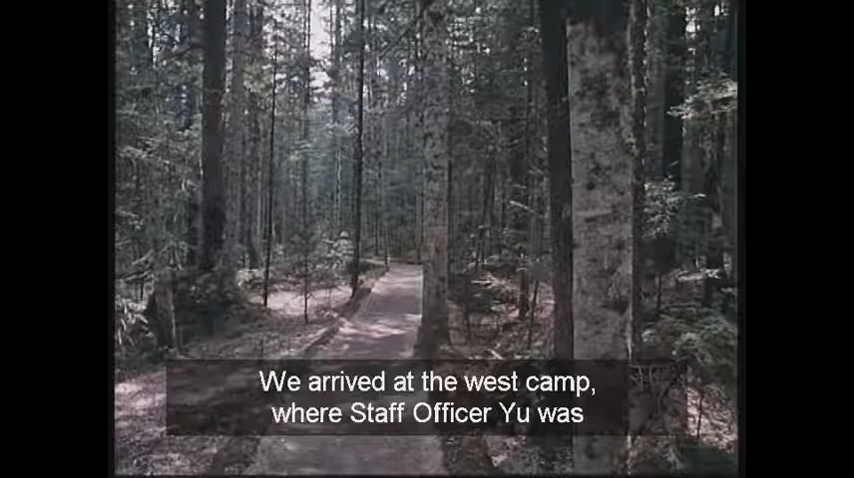 We arrived at the west camp,
where Staff Officer Yu was